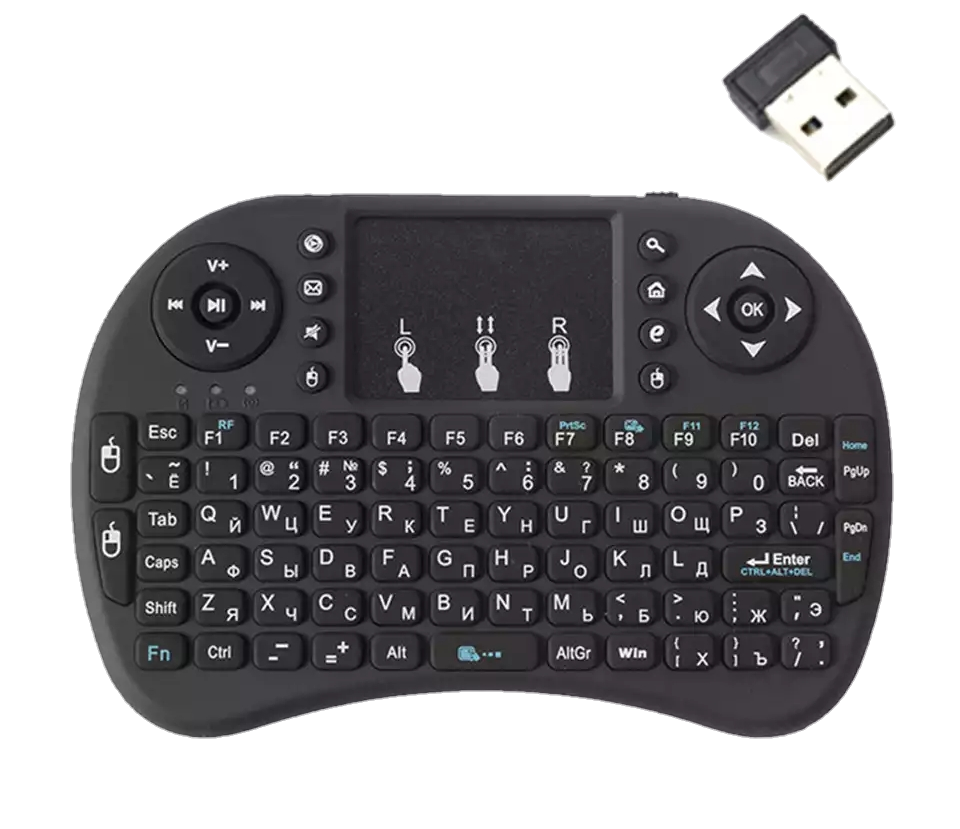 V+
V−
L R
OK
Esc RF F1 F2 F3 F4 F5 F6 PrtSc F7 F8 F11 F9 F12 F10 Del Home
` ~ Ё ! 1 @ “ 2 # № 3 $ ; 4 % 5 ^ : 6 & ? 7 * 8 ( 9 ) 0 BACK PgUp
Tab Q Й W Ц E У R К T Е Y Н U Г I Ш O Щ P З ¦ \ / PgDn
Caps A Ф S Ы D В F А G П H Р J О K Л L Д Enter CTRL+ALT+DEL End
Shift Z Я X Ч C С V М B И N Т M Ь < , Б > . Ю : ; Ж " ' Э
Fn Ctrl _ - + = Alt AltGr Win { [ Х } ] Ъ ? / , .